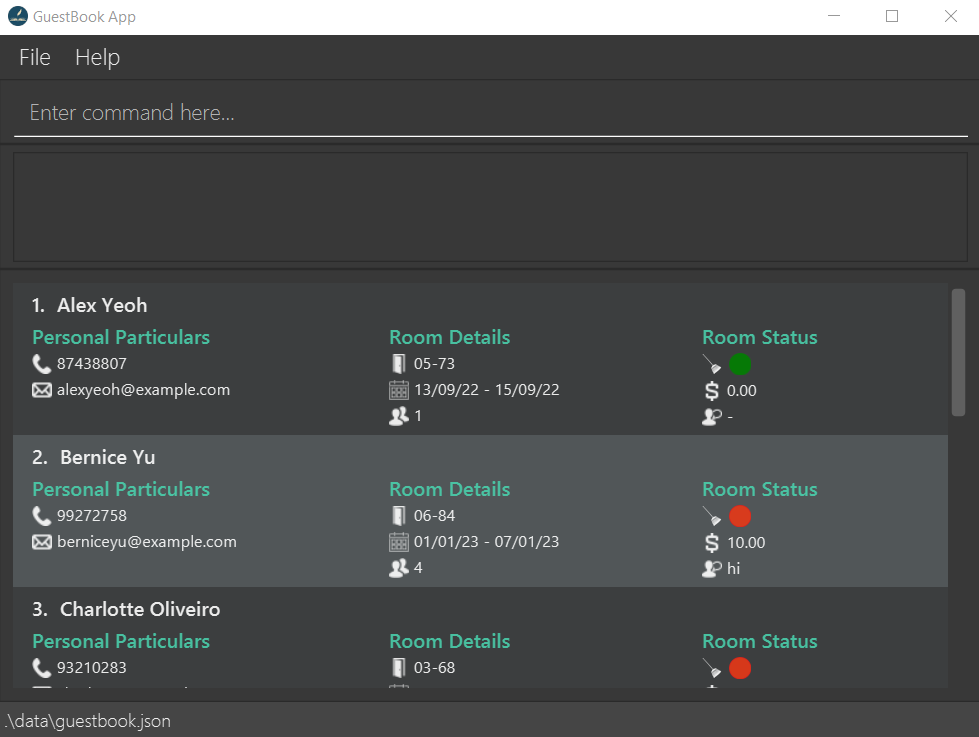 GuestBook App
File Help
Enter command here...
1. Alex Yeoh
Personal Particulars Room Details Room Status
87438807 05-73
alexyeoh@example.com 13/09/22 - 15/09/22 0.00
1 -
2. Bernice Yu
Personal Particulars Room Details Room Status
99272758 06-84
berniceyu@example.com 01/01/23 - 07/01/23 10.00
4 hi
3. Charlotte Oliveiro
Personal Particulars Room Details Room Status
93210283 03-68
.\data\guestbook.json